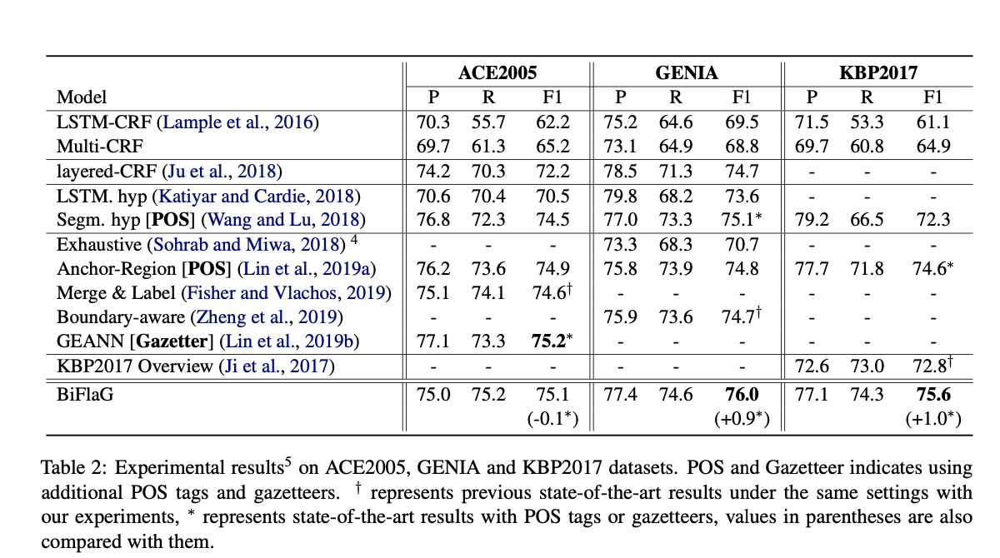 ACE2005 GENIA KBP2017
Model P R F1 P R F1 P R F1
LSTM-CRF (Lample et al., 2016) 70.3 55.7 62.2 75.2 64.6 69.5 71.5 53.3 61.1
Multi-CRF 69.7 61.3 65.2 73.1 64.9 68.8 69.7 60.8 64.9
layered-CRF (Ju et al., 2018) 74.2 70.3 72.2 78.5 71.3 74.7 - - -
LSTM. hyp (Katiyar and Cardie, 2018) 70.6 70.4 70.5 79.8 68.2 73.6 - - -
Segm. hyp [POS] (Wang and Lu, 2018) 76.8 72.3 74.5 77.0 73.3 75.1* 79.2 66.5 72.3
Exhaustive (Sohrab and Miwa, 2018) 4 - - - 73.3 68.3 70.7 - - -
Anchor-Region [POS] (Lin et al., 2019a) 76.2 73.6 74.9 75.8 73.9 74.8 77.7 71.8 74.6*
Merge & Label (Fisher and Vlachos, 2019) 75.1 74.1 74.6† - - - - - -
Boundary-aware (Zheng et al., 2019) - - - 75.9 73.6 74.7† - - -
GEANN [Gazetter] (Lin et al., 2019b) 77.1 73.3 75.2* - - - - - -
KBP2017 Overview (Ji et al., 2017) - - - - - - 72.6 73.0 72.8†
BiFlaG 75.0 75.2 75.1 77.4 74.6 76.0 77.1 74.3 75.6
(-0.1*) (+0.9*) (+1.0*)
Table 2: Experimental results5 on ACE2005, GENIA and KBP2017 datasets. POS and Gazetteer indicates using
additional POS tags and gazetteers. † represents previous state-of-the-art results under the same settings with
our experiments, * represents state-of-the-art results with POS tags or gazetteers, values in parentheses are also
compared with them.